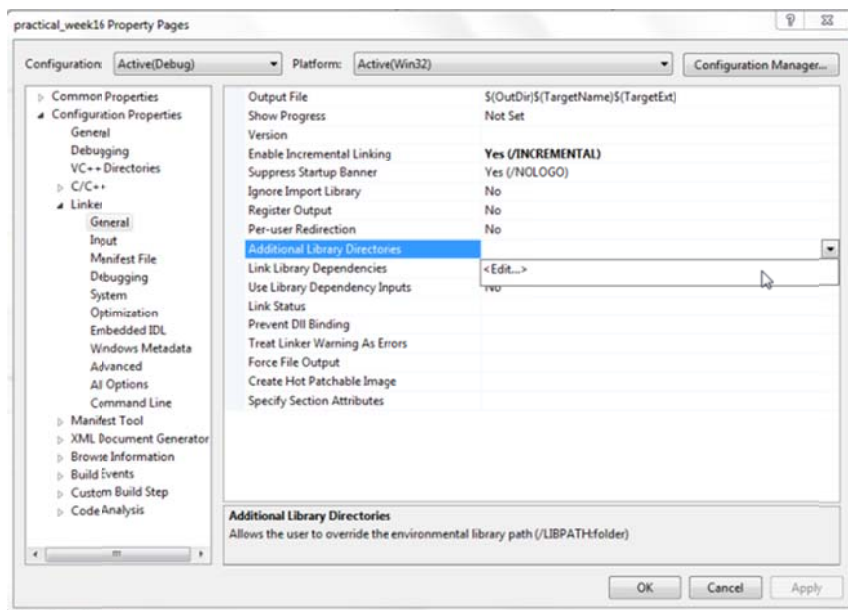 practical_week16 Property Pages
Configuration: Active(Debug) Platform: Active(Win32) Configuration Manager...
Common Properties
Configuration Properties
General
Debugging
VC++ Directories
C/C++
Linker
General
Input
Manifest File
Debugging
System
Optimization
Embedded IDL
Windows Metadata
Advanced
All Options
Command Line
Manifest Tool
XML Document Generator
Browse Information
Build Events
Custom Build Step
Code Analysis
Output File $(OutDir)$(TargetName)$(TargetExt)
Show Progress Not Set
Version
Enable Incremental Linking Yes (/INCREMENTAL)
Suppress Startup Banner Yes (/NOLOGO)
Ignore Import Library No
Register Output No
Per-user Redirection No
Additional Library Directories
Link Library Dependencies <Edit...>
Use Library Dependency Inputs No
Link Status
Prevent Dll Binding
Treat Linker Warning As Errors
Force File Output
Create Hot Patchable Image
Specify Section Attributes
Additional Library Directories
Allows the user to override the environmental library path (/LIBPATH:folder)
OK Cancel Apply